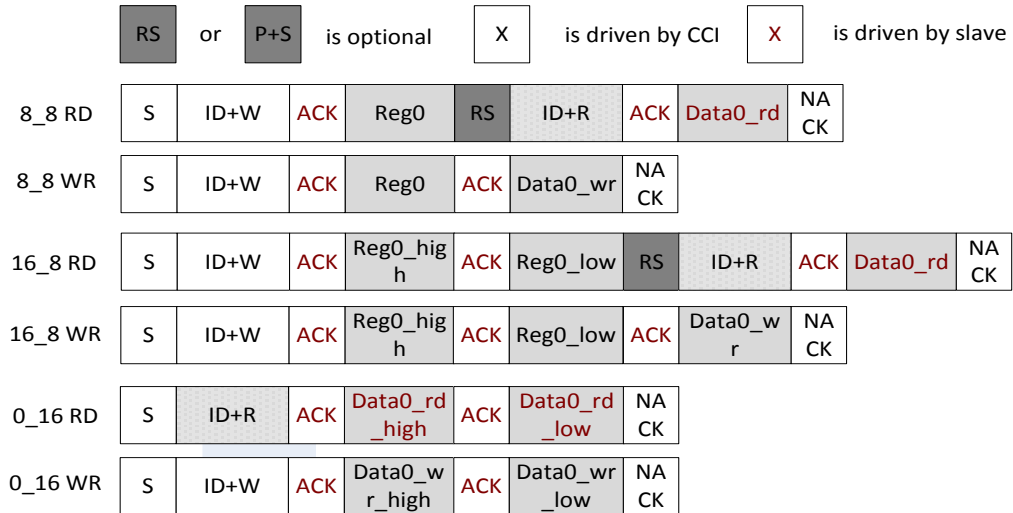 RS or P+S is optional X is driven by CCI X is driven by slave
8_8 RD S ID+W ACK Reg0 RS ID+R ACK Data0_rd NA
CK
8_8 WR S ID+W ACK Reg0 ACK Data0_wr NA
CK
16_8 RD S ID+W ACK Reg0_hig
h ACK Reg0_low RS ID+R ACK Data0_rd NA
CK
16_8 WR S ID+W ACK Reg0_hig
h ACK Reg0_low ACK Data0_w
r NA
CK
0_16 RD S ID+R ACK Data0_rd
_high ACK Data0_rd
_low NA
CK
0_16 WR S ID+W ACK Data0_w
r_high ACK Data0_wr
_low NA
CK